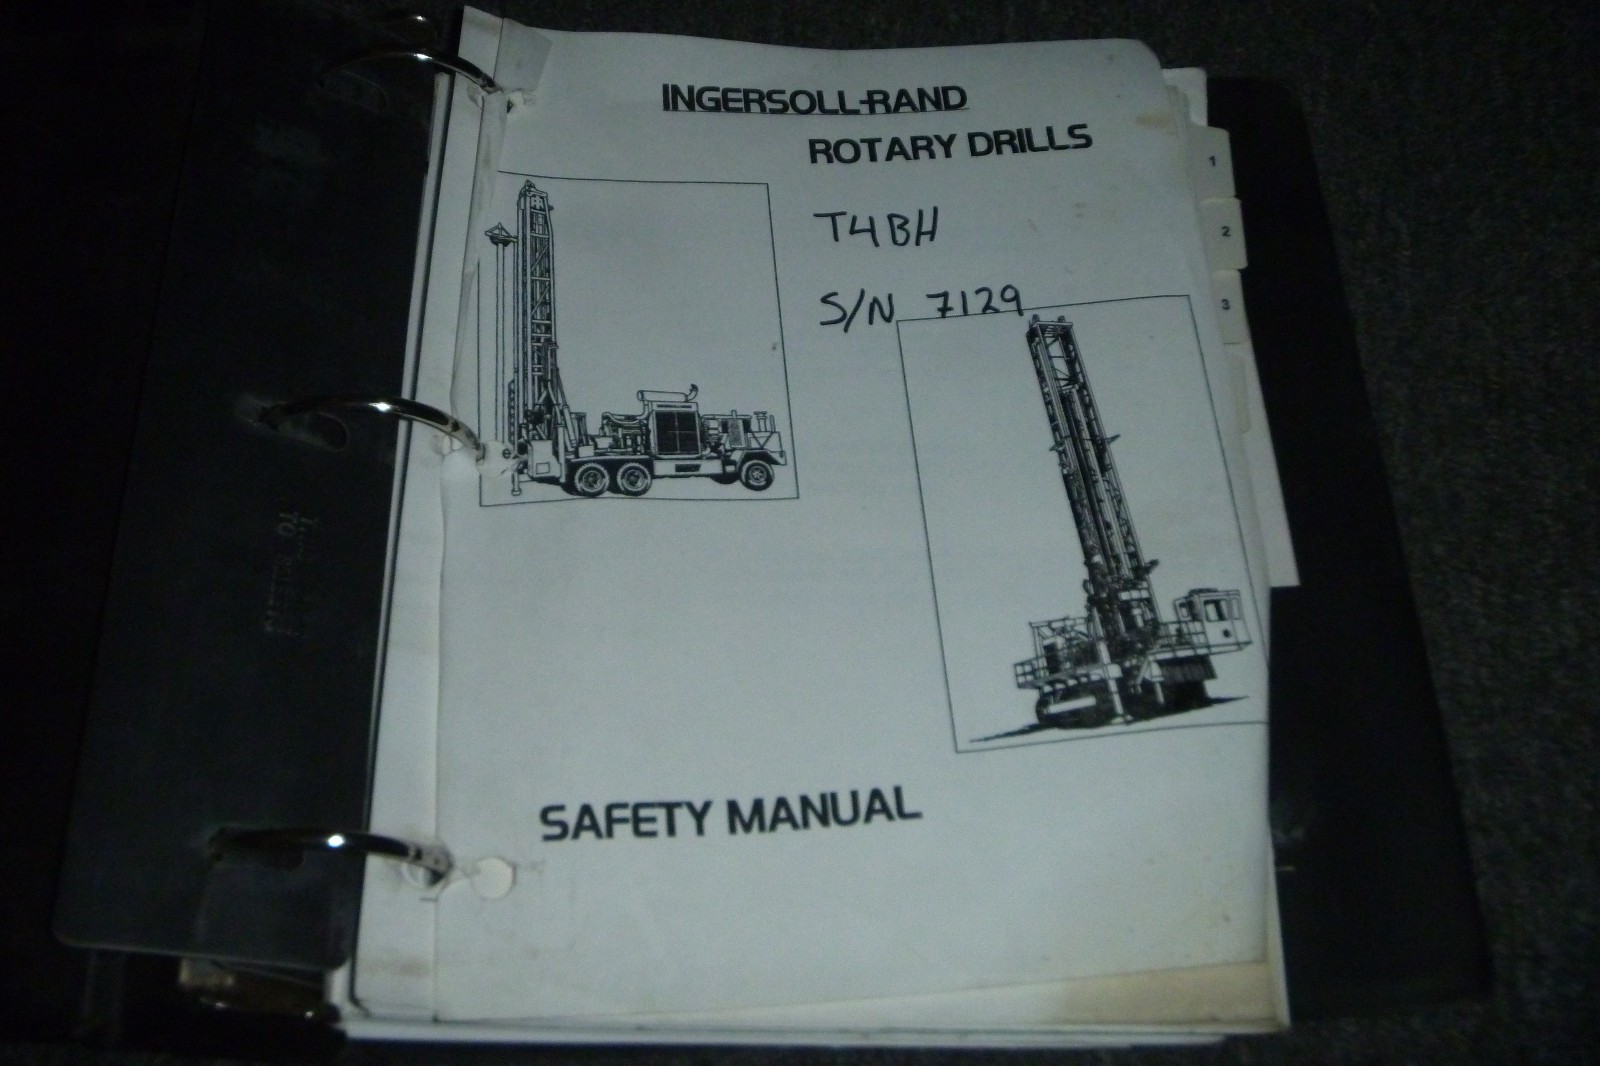 INGERSOLL-RAND
ROTARY DRILLS
T4BH
S/N 7129
SAFETY MANUAL
1
2
3